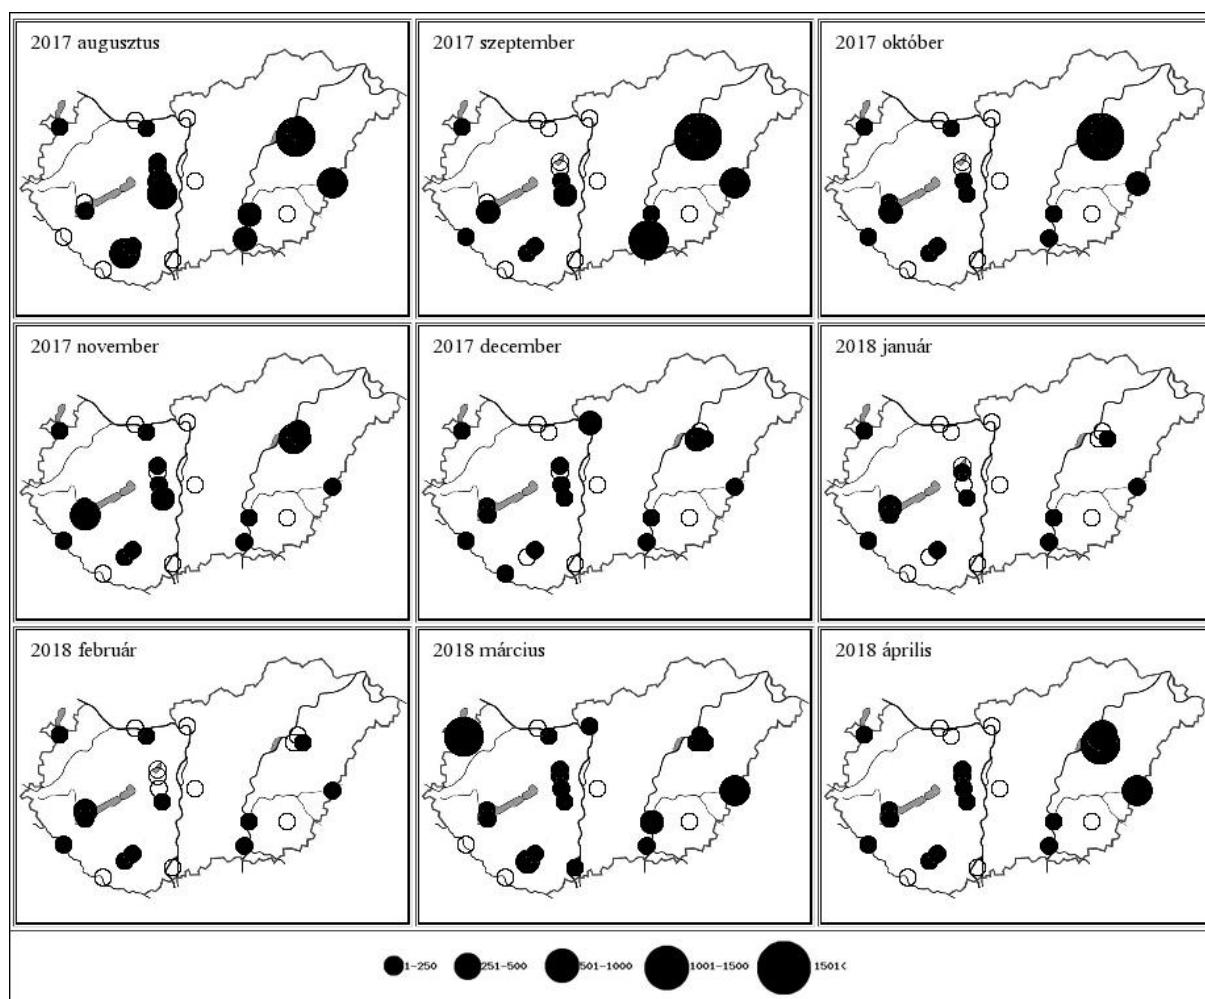 2017 augusztus
2017 szeptember
2017 október
2017 november
2017 december
2018 január
2018 február
2018 március
2018 április
1-250
251-500
501-1000
1001-1500
1501<